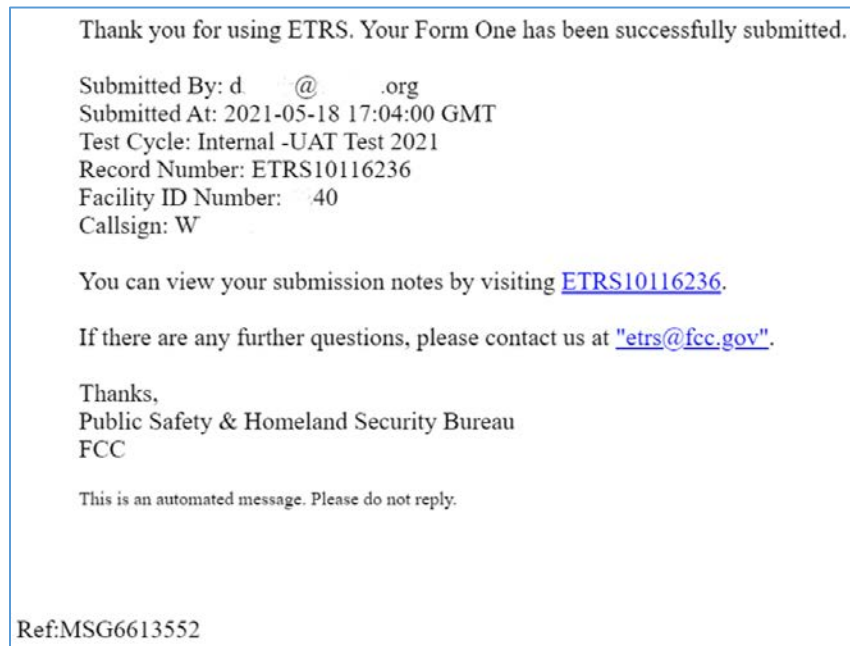 Thank you for using ETRS. Your Form One has been successfully submitted.
Submitted By: d @ .org
Submitted At: 2021-05-18 17:04:00 GMT
Test Cycle: Internal -UAT Test 2021
Record Number: ETRS10116236
Facility ID Number: 40
Callsign: W
You can view your submission notes by visiting ETRS10116236.
If there are any further questions, please contact us at "etrs@fcc.gov".
Thanks,
Public Safety & Homeland Security Bureau
FCC
This is an automated message. Please do not reply.
Ref:MSG6613552